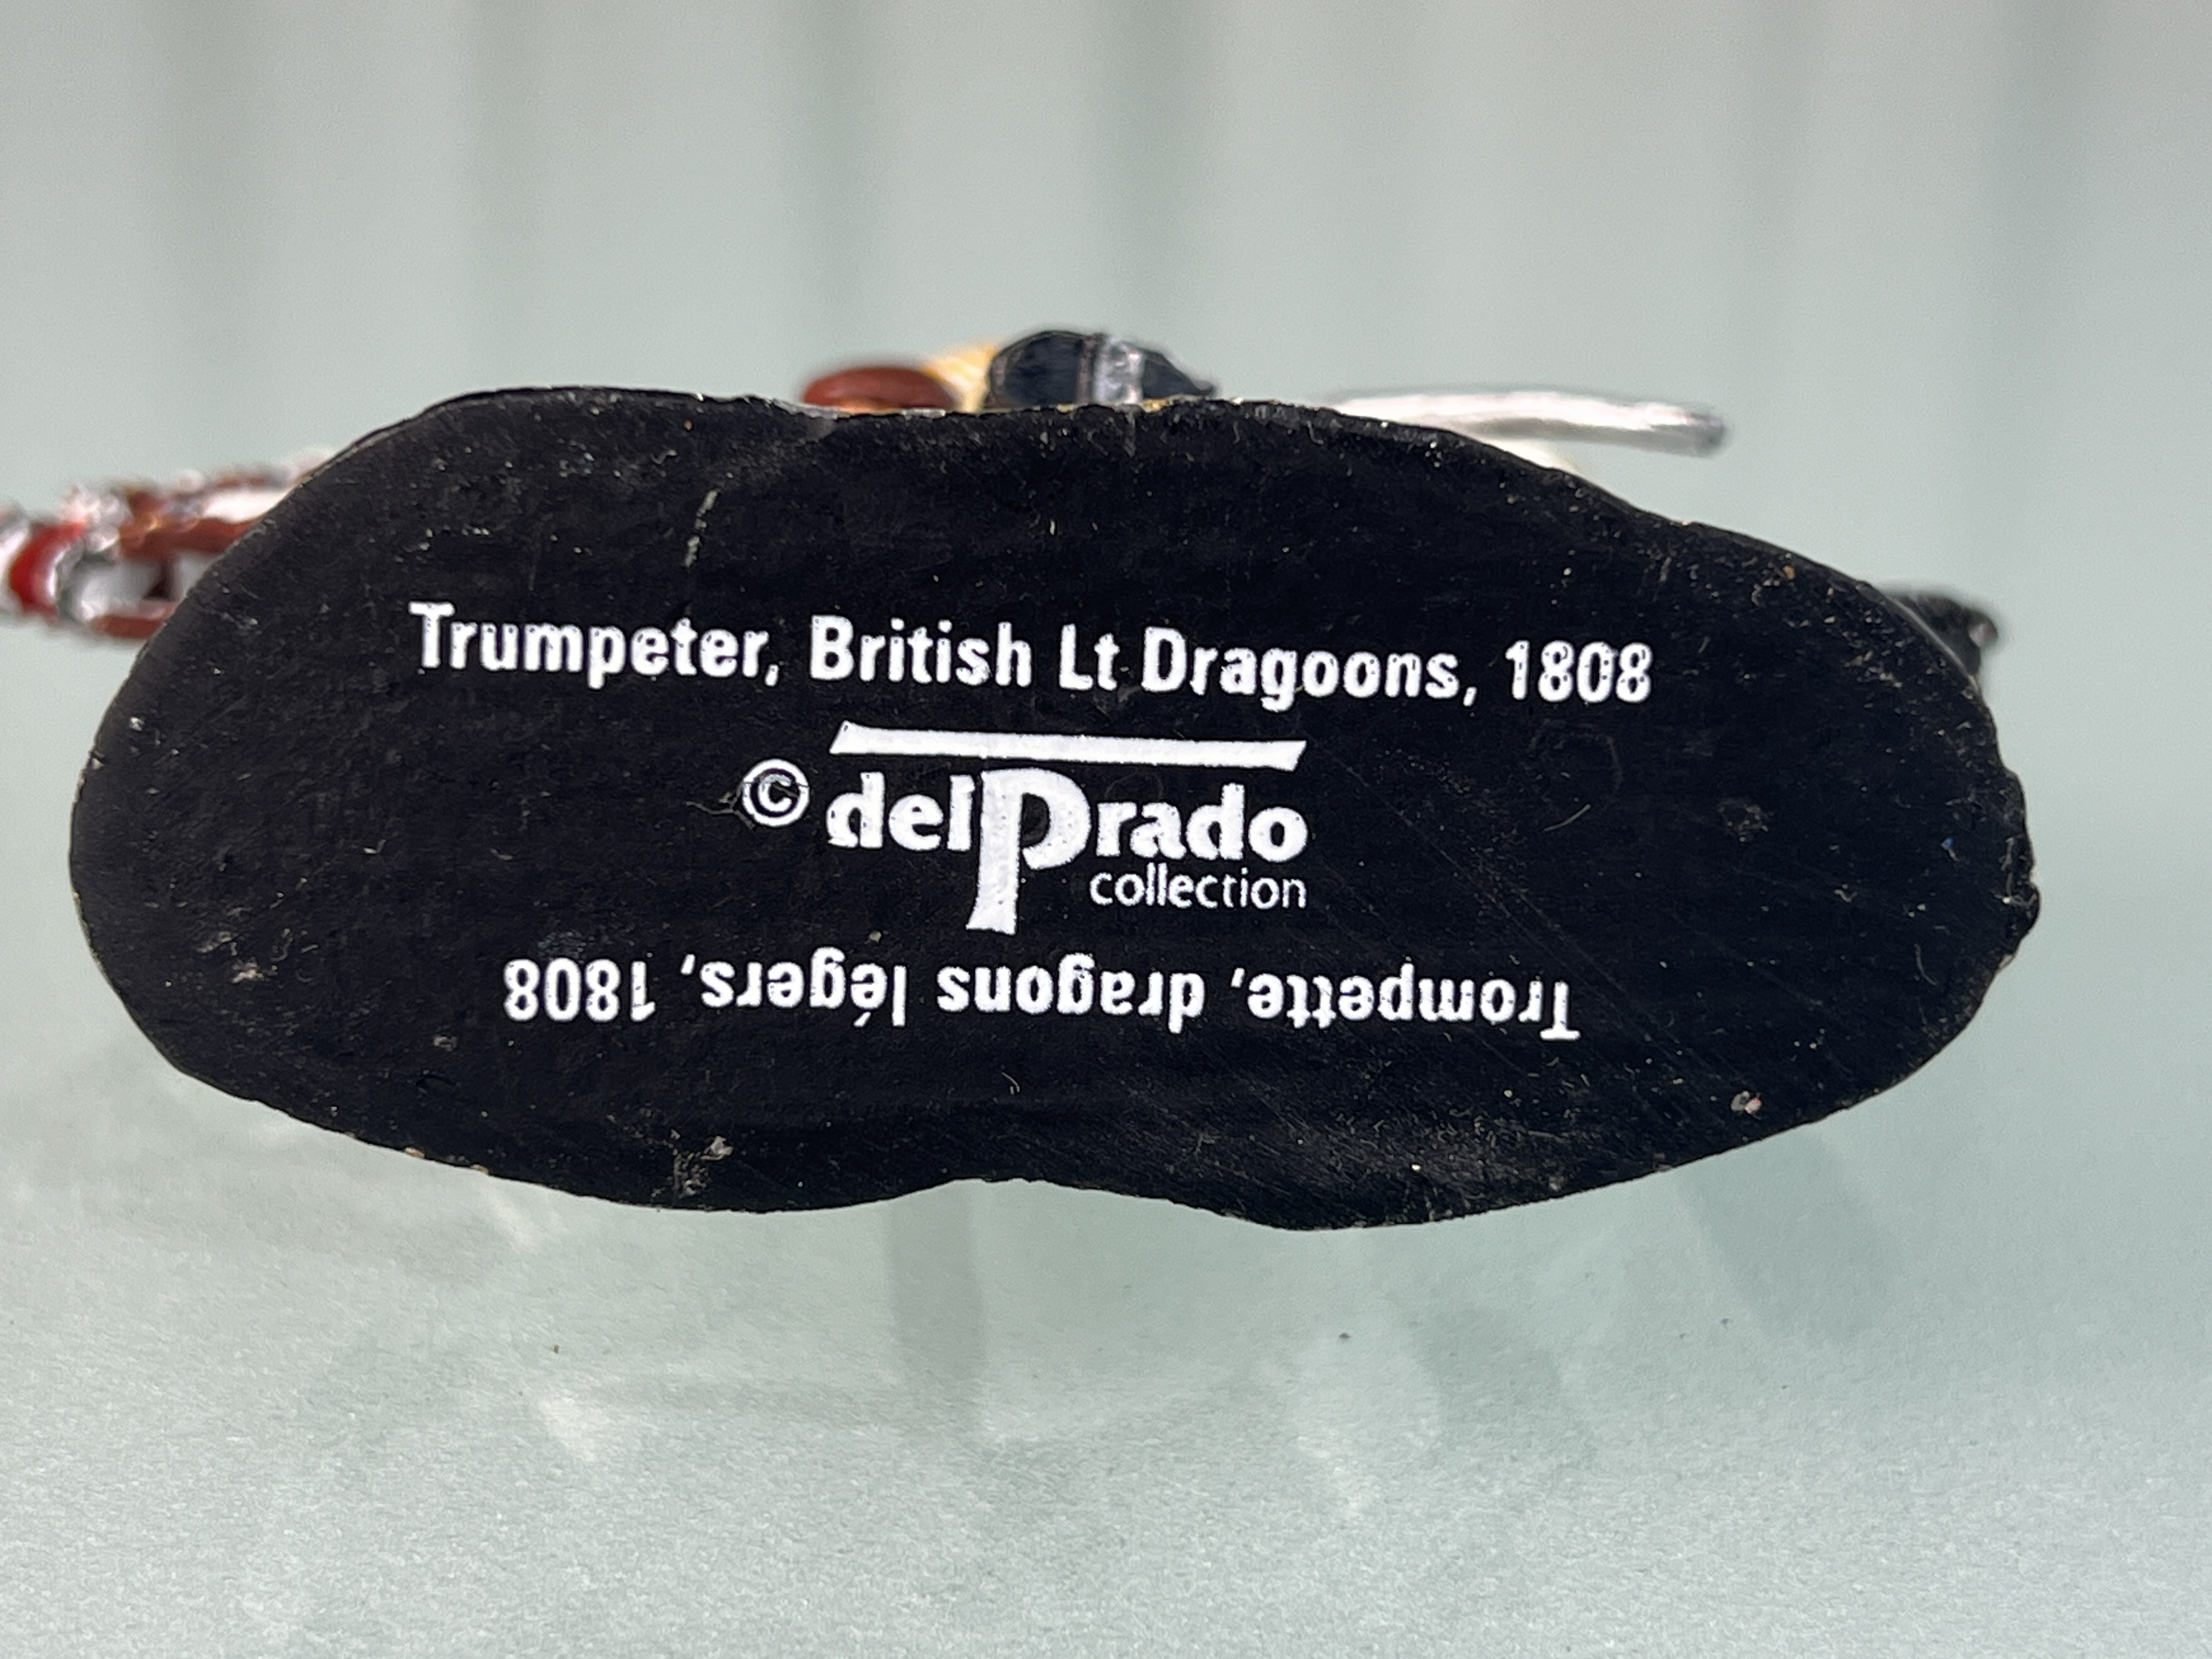 Trumpeter, British Lt Dragoons, 1808
© delPrado
collection
Trompette, dragons légers, 1808